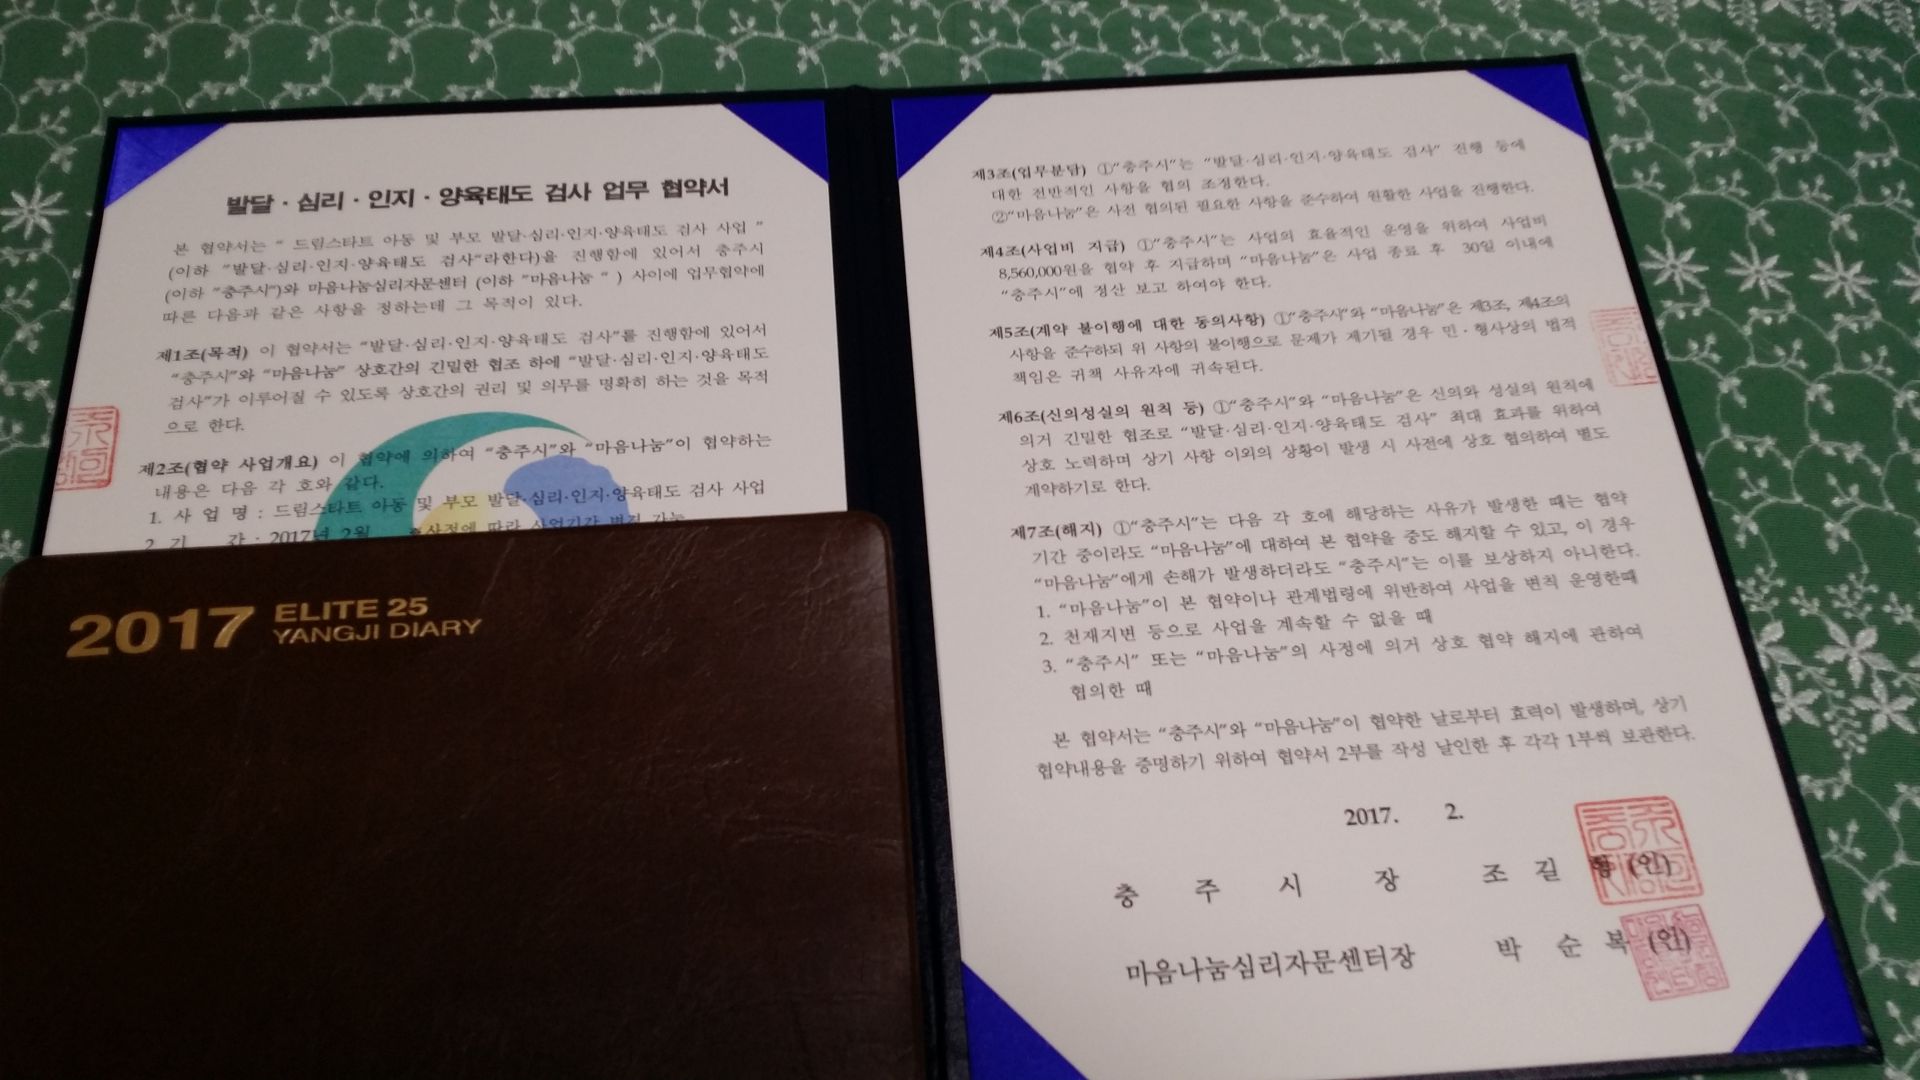 발달 · 심리 · 인지 · 양육태도 검사 업무 협약서
본 협약서는 “ 드림스타트 아동 및 부모 발달·심리·인지·양육태도 검사 사업 ”
(이하 “발달·심리·인지·양육태도 검사”라한다)을 진행함에 있어서 충주시
(이하 “충주시”)와 마음나눔심리자문센터 (이하 “마음나눔 “ ) 사이에 업무협약에
따른 다음과 같은 사항을 정하는데 그 목적이 있다.
제1조(목적) 이 협약서는 “발달·심리·인지·양육태도 검사”를 진행함에 있어서
“충주시”와 “마음나눔” 상호간의 긴밀한 협조 하에 “발달·심리·인지·양육태도
검사”가 이루어질 수 있도록 상호간의 권리 및 의무를 명확히 하는 것을 목적
으로 한다.
제2조(협약 사업개요) 이 협약에 의하여 “충주시”와 “마음나눔”이 협약하는
내용은 다음 각 호와 같다.
1. 사 업 명 : 드림스타트 아동 및 부모 발달·심리·인지·양육태도 검사 사업
2. 기 간 : 2017년 2월 따라 사업기간 변경 가능
2017 ELITE 25
YANGJI DIARY
제3조(업무분담) ①“충주시”는 “발달·심리·인지·양육태도 검사” 진행 등에
대한 전반적인 사항을 협의 조정한다.
②“마음나눔”은 사전 협의된 필요한 사항을 준수하여 원활한 사업을 진행한다.
제4조(사업비 지급) ①“충주시”는 사업의 효율적인 운영을 위하여 사업비
8,560,000원을 협약 후 지급하며 “마음나눔”은 사업 종료 후 30일 이내에
“충주시”에 정산 보고 하여야 한다.
제5조(계약 불이행에 대한 동의사항) ①“충주시”와 “마음나눔”은 제3조, 제4조의
사항을 준수하되 위 사항의 불이행으로 문제가 제기될 경우 민 · 형사상의 법적
책임은 귀책 사유자에 귀속된다.
제6조(신의성실의 원칙 등) ①“충주시”와 “마음나눔”은 신의와 성실의 원칙에
의거 긴밀한 협조로 “발달·심리·인지·양육태도 검사” 최대 효과를 위하여
상호 노력하며 상기 사항 이외의 상황이 발생 시 사전에 상호 협의하여 별도
계약하기로 한다.
제7조(해지) ①“충주시”는 다음 각 호에 해당하는 사유가 발생한 때는 협약
기간 중이라도 “마음나눔”에 대하여 본 협약을 중도 해지할 수 있고, 이 경우
“마음나눔”에게 손해가 발생하더라도 “충주시”는 이를 보상하지 아니한다.
1. “마음나눔”이 본 협약이나 관계법령에 위반하여 사업을 변칙 운영한때
2. 천재지변 등으로 사업을 계속할 수 없을 때
3. “충주시” 또는 “마음나눔”의 사정에 의거 상호 협약 해지에 관하여
협의한 때
본 협약서는 “충주시”와 “마음나눔”이 협약한 날로부터 효력이 발생하며, 상기
협약내용을 증명하기 위하여 협약서 2부를 작성 날인한 후 각각 1부씩 보관한다.
2017. 2.
충 주 시 장 조 길 형 (인)
마음나눔심리자문센터장 박 순 복 (인)